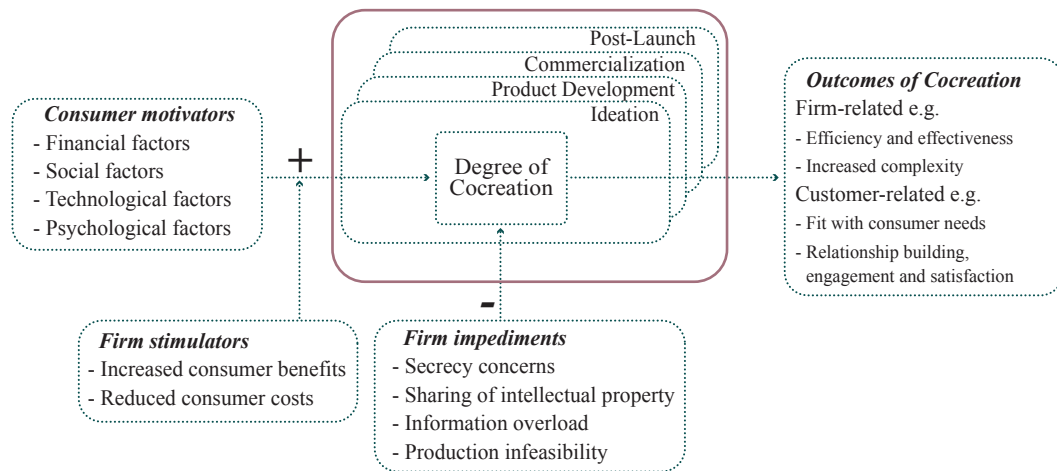 Post-Launch
Commercialization
Product Development
Ideation
Consumer motivators
- Financial factors
- Social factors
- Technological factors
- Psychological factors
+
Degree of
Cocreation
Outcomes of Cocreation
Firm-related e.g.
- Efficiency and effectiveness
- Increased complexity
Customer-related e.g.
- Fit with consumer needs
- Relationship building,
engagement and satisfaction
-
Firm stimulators
- Increased consumer benefits
- Reduced consumer costs
Firm impediments
- Secrecy concerns
- Sharing of intellectual property
- Information overload
- Production infeasibility